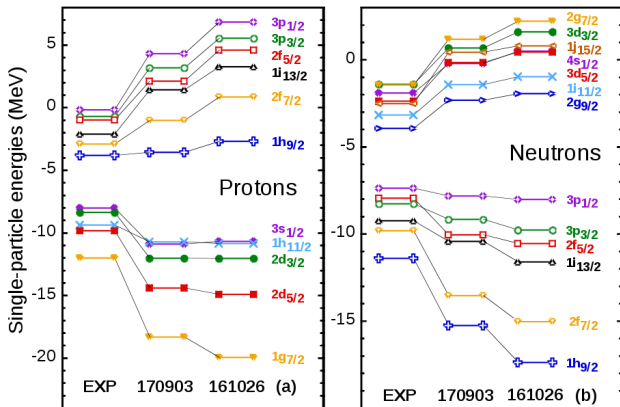 Single-particle energies (MeV)
5
0
-5
-10
-15
-20
3p1/2
3p3/2
2f5/2
1i13/2
2f7/2
1h9/2
Protons
3s1/2
1h11/2
2d3/2
2d5/2
1g7/2
EXP 170903 161026 (a)
0
-5
-10
-15
2g7/2
3d3/2
1j15/2
4s1/2
3d5/2
1i11/2
2g9/2
Neutrons
3p1/2
3p3/2
2f5/2
1i13/2
2f7/2
1h9/2
EXP 170903 161026 (b)